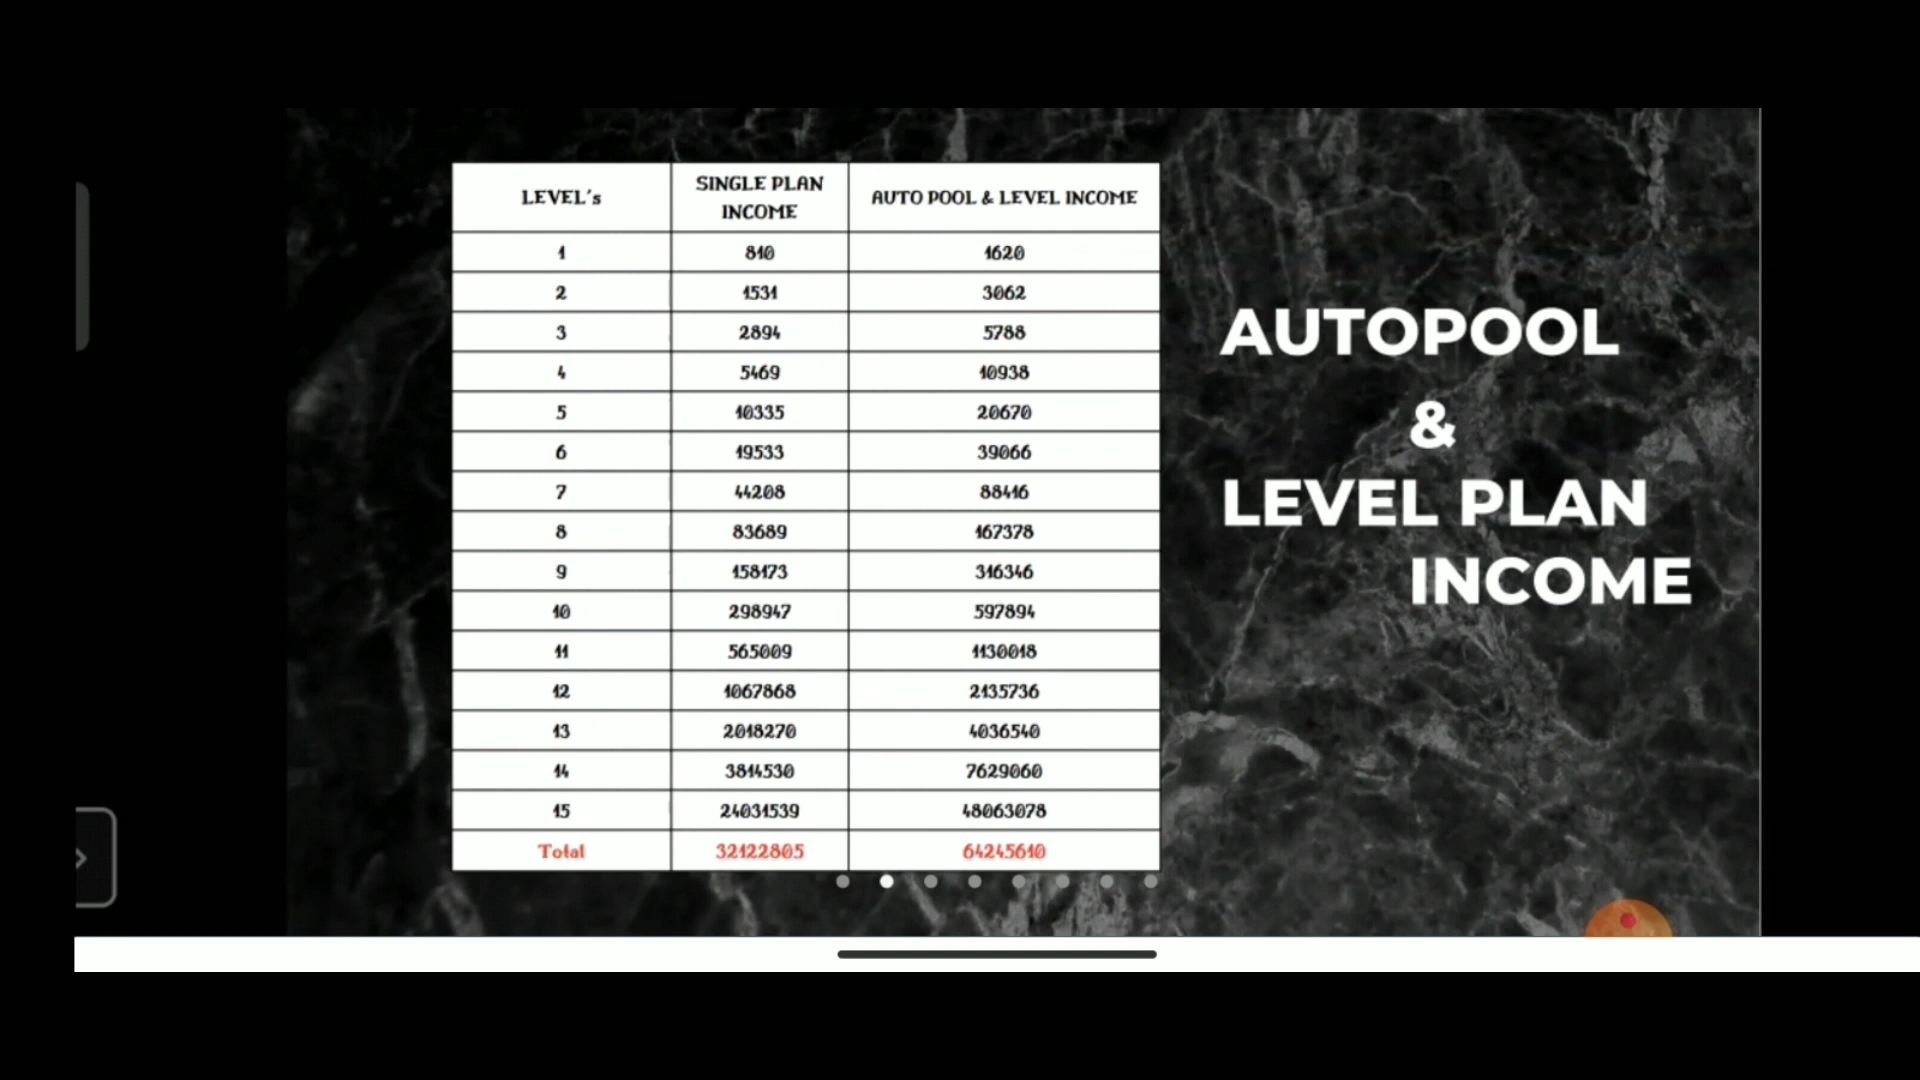 LEVEL's SINGLE PLAN INCOME AUTO POOL & LEVEL INCOME
1 810 1620
2 1531 3062
3 2894 5788
4 5469 10938
5 10335 20670
6 19533 39066
7 44208 88416
8 83689 167378
9 158173 316346
10 298947 597894
11 565009 1130018
12 1067868 2135736
13 2018270 4036540
14 3814530 7629060
15 24031539 48063078
Total 32122805 64245610
AUTOPOOL
&
LEVEL PLAN
INCOME